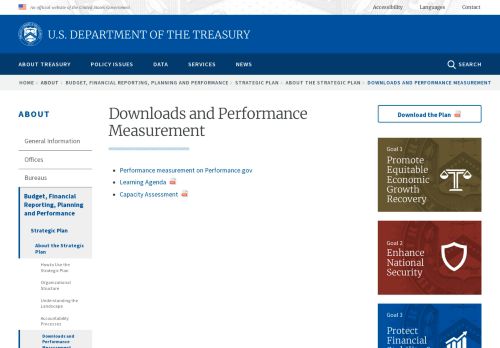 An official website of the United States Government
Accessibility
Languages
Contact
U.S. DEPARTMENT OF THE TREASURY
ABOUT TREASURY
POLICY ISSUES
DATA
SERVICES
NEWS
SEARCH
HOME › ABOUT › BUDGET, FINANCIAL REPORTING, PLANNING AND PERFORMANCE › STRATEGIC PLAN › ABOUT THE STRATEGIC PLAN › DOWNLOADS AND PERFORMANCE MEASUREMENT
ABOUT
General Information
Offices
Bureaus
Budget, Financial
Reporting, Planning
and Performance
Strategic Plan
About the Strategic
Plan
How to Use the
Strategic Plan
Organizational
Structure
Understanding the
Landscape
Accountability
Processes
Downloads and
Performance
Measurement
Downloads and Performance
Measurement
Performance measurement on Performance.gov
Learning Agenda
Capacity Assessment
Download the Plan
Goal 1
Promote
Equitable
Economic
Growth
Recovery
Goal 2
Enhance
National
Security
Goal 3
Protect
Financial